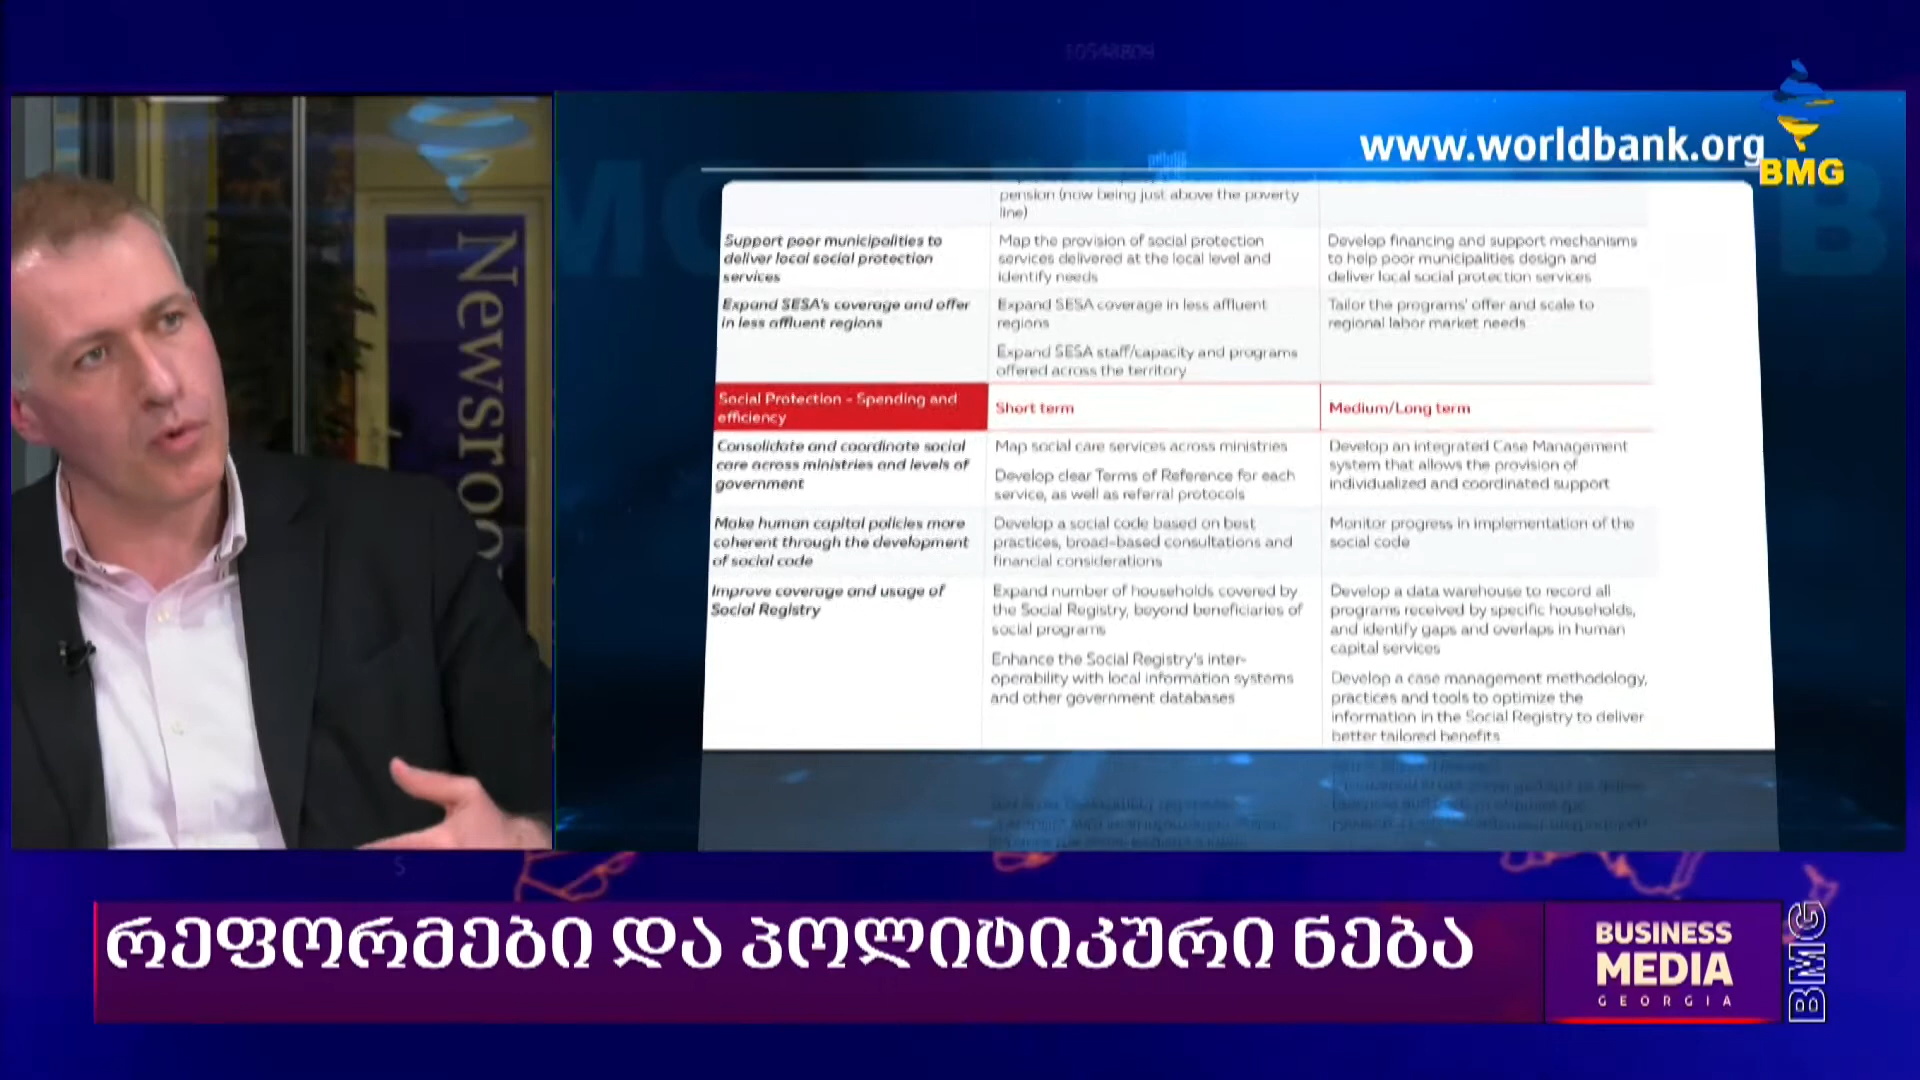 10548809
www.worldbank.org
BMG
Newsroo
pension (now being just above the poverty
line)
Support poor municipalities to
deliver local social protection
services
Map the provision of social protection
services delivered at the local level and
identify needs
Develop financing and support mechanisms
to help poor municipalities design and
deliver local social protection services
Expand SESA's coverage and offer
in less affluent regions
Expand SESA coverage in less affluent
regions
Expand SESA staff/capacity and programs
offered across the territory
Tailor the programs' offer and scale to
regional labor market needs
Social Protection - Spending and
efficiency
Short term
Medium/Long term
Consolidate and coordinate social
care across ministries and levels of
government
Map social care services across ministries
Develop clear Terms of Reference for each
service, as well as referral protocols
Develop an integrated Case Management
system that allows the provision of
individualized and coordinated support
Make human capital policies more
coherent through the development
of social code
Develop a social code based on best
practices, broad-based consultations and
financial considerations
Monitor progress in implementation of the
social code
Improve coverage and usage of
Social Registry
Expand number of households covered by
the Social Registry, beyond beneficiaries of
social programs
Enhance the Social Registry's inter-
operability with local information systems
and other government databases
Develop a data warehouse to record all
programs received by specific households,
and identify gaps and overlaps in human
capital services
Develop a case management methodology,
practices and tools to optimize the
information in the Social Registry to deliver
better tailored benefits
რეფორმები და პოლიტიკური ნება
BUSINESS
MEDIA
GEORGIA
BMG